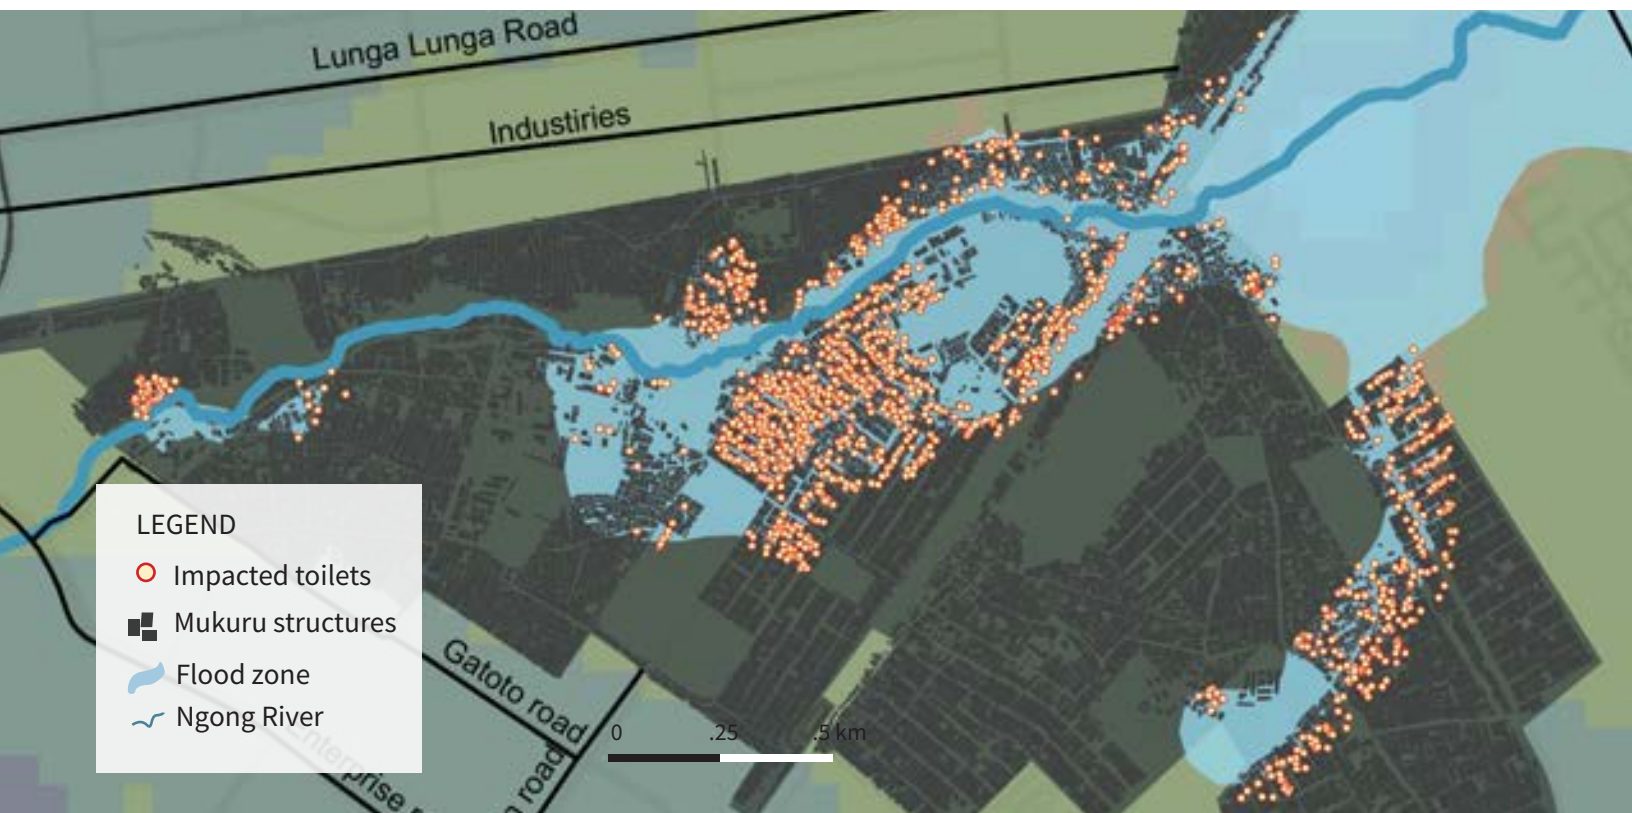 Lunga Lunga Road
Industiries
LEGEND
Impacted toilets
Mukuru structures
Flood zone
Ngong River
Gatoto road
0 .25 .5 km
Enterprise
road